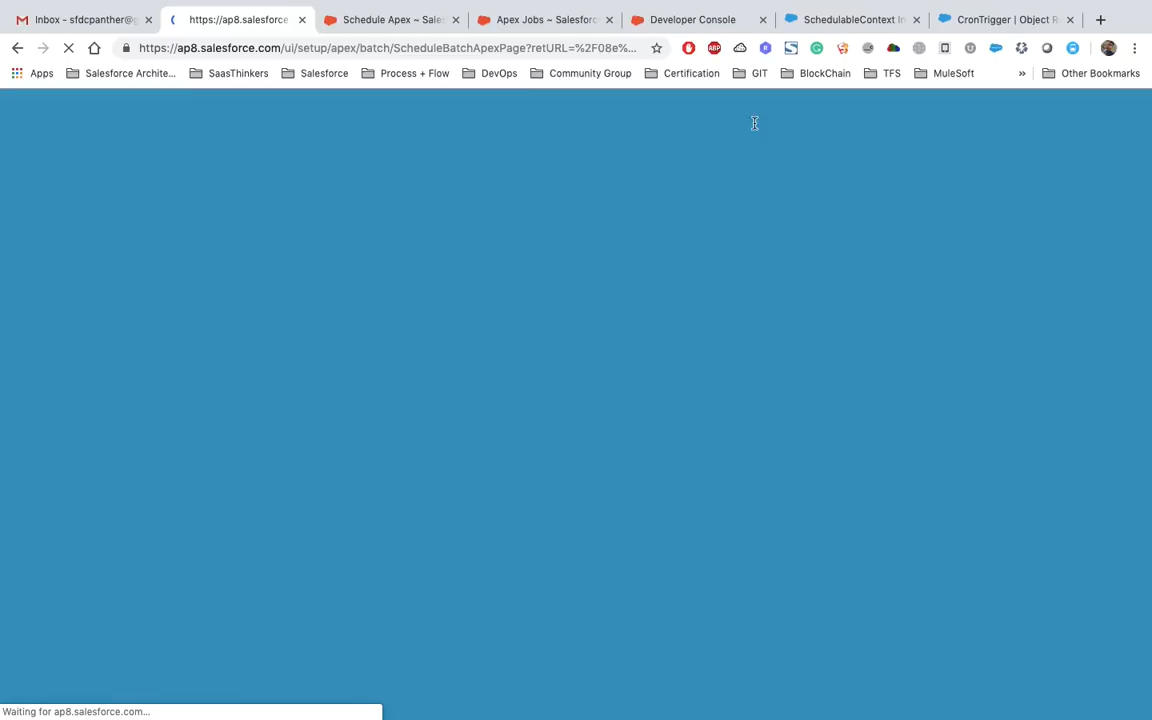 Inbox - sfdcpanther@g
https://ap8.salesforce
Schedule Apex ~ Sales
Apex Jobs ~ Salesforc
Developer Console
SchedulableContext In
CronTrigger | Object R
https://ap8.salesforce.com/ui/setup/apex/batch/ScheduleBatchApexPage?retURL=%2F08e%...
ABP
Apps
Salesforce Archite...
SaasThinkers
Salesforce
Process + Flow
DevOps
Community Group
Certification
GIT
BlockChain
TFS
MuleSoft
»
Other Bookmarks
Waiting for ap8.salesforce.com...